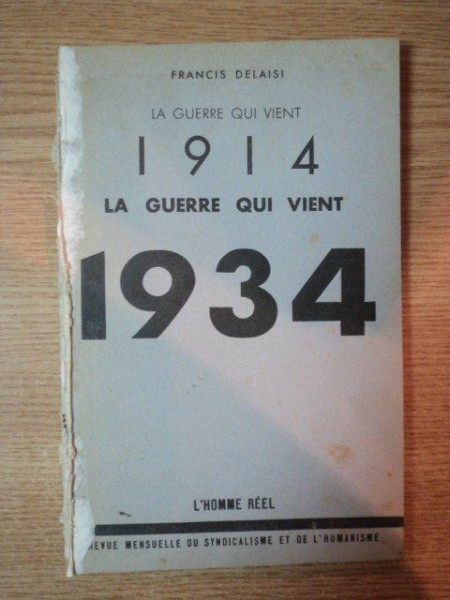 FRANCIS DELAISI
LA GUERRE QUI VIENT
1914
LA GUERRE QUI VIENT
1934
L'HOMME RÉEL
REVUE MENSUELLE DU SYNDICALISME ET DE L'HUMANISME